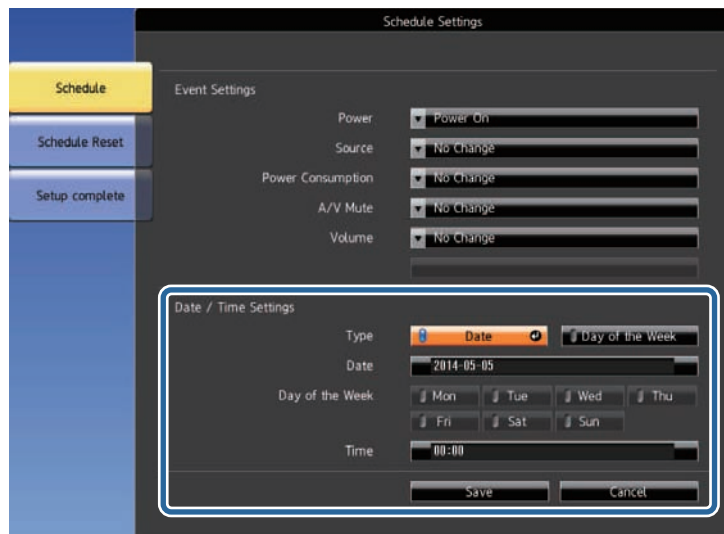 Schedule Settings
Schedule
Schedule Reset
Setup complete
Event Settings
Power Power On
Source No Change
Power Consumption No Change
A/V Mute No Change
Volume No Change
Date / Time Settings
Type Date Day of the Week
Date 2014-05-05
Day of the Week Mon Tue Wed Thu
Fri Sat Sun
Time 00:00
Save Cancel